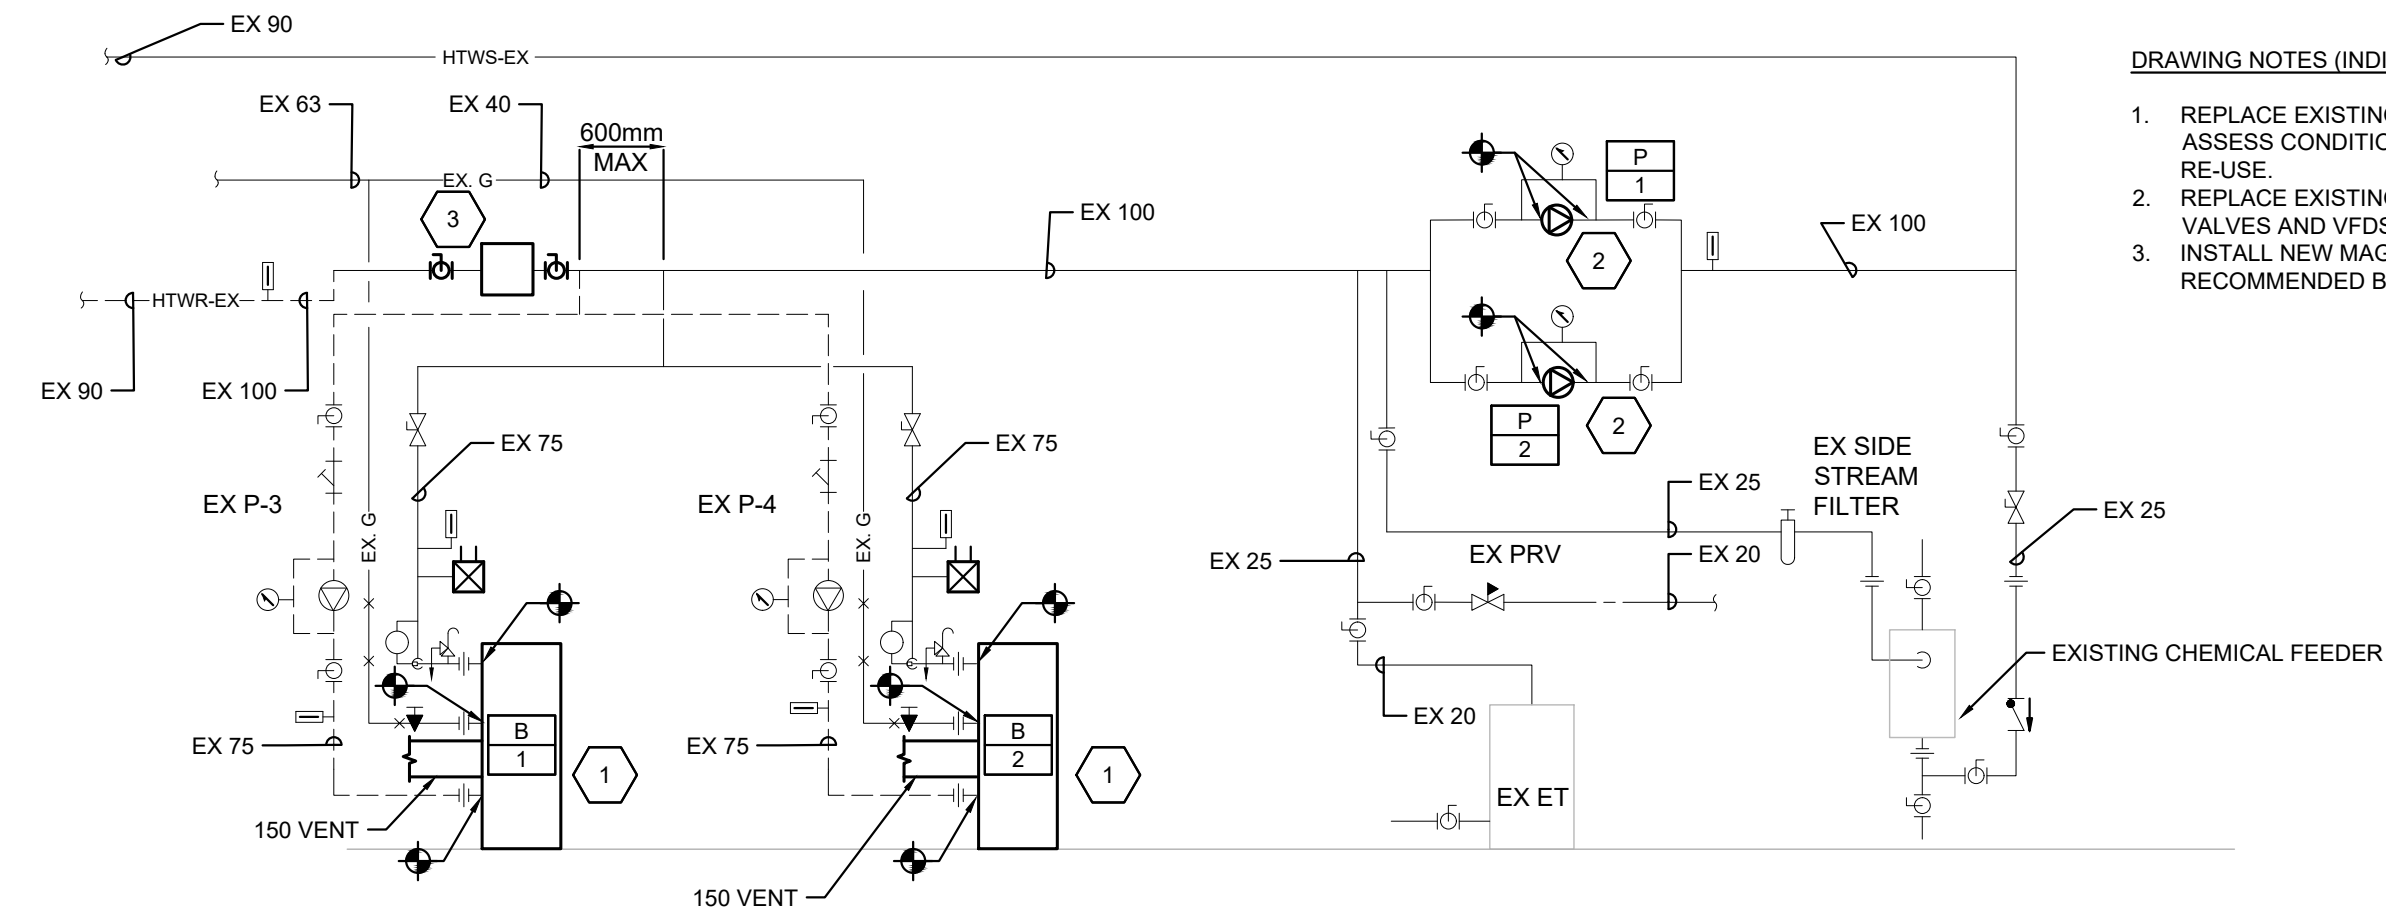 EX 90
HTWS-EX
EX 63
EX 40
600mm
MAX
EX. G
3
EX 100
HTWR-EX
EX 90
EX 100
P
1
2
EX 100
P
2
2
DRAWING NOTES (INDI
1. REPLACE EXISTING
ASSESS CONDITIO
RE-USE.
2. REPLACE EXISTING
VALVES AND VFDS
3. INSTALL NEW MAG
RECOMMENDED B
EX 75
EX P-3
EX. G
EX 75
EX P-4
EX. G
B
1
1
EX 75
150 VENT
B
2
1
EX 75
150 VENT
EX 25
EX 25
EX PRV
EX 20
EX 20
EX ET
EX SIDE
STREAM
FILTER
EX 25
EXISTING CHEMICAL FEEDER